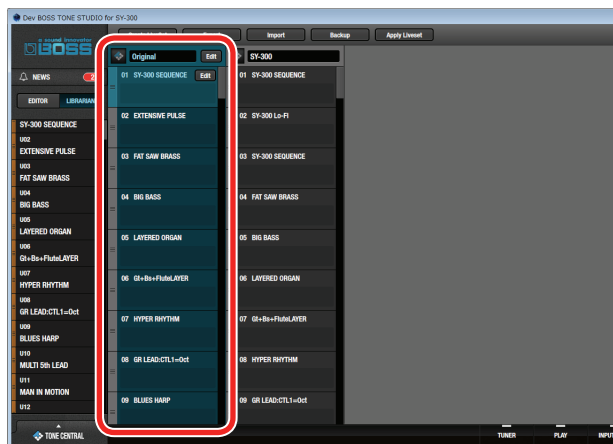 Dev BOSS TONE STUDIO for SY-300
a sound innovator
BOSS
Import
Backup
Apply Liveset
NEWS
2
EDITOR
LIBRARIAN
SY-300 SEQUENCE
U02
EXTENSIVE PULSE
U03
FAT SAW BRASS
U04
BIG BASS
U05
LAYERED ORGAN
U06
Gt+Bs+FluteLAYER
U07
HYPER RHYTHM
U08
GR LEAD:CTL1=Oct
U09
BLUES HARP
U10
MULTI 5th LEAD
U11
MAN IN MOTION
U12
TONE CENTRAL
Original
Edit
01 SY-300 SEQUENCE
Edit
02 EXTENSIVE PULSE
03 FAT SAW BRASS
04 BIG BASS
05 LAYERED ORGAN
06 Gt+Bs+FluteLAYER
07 HYPER RHYTHM
08 GR LEAD:CTL1=Oct
09 BLUES HARP
SY-300
01 SY-300 SEQUENCE
02 SY-300 Lo-Fi
03 SY-300 SEQUENCE
04 FAT SAW BRASS
05 BIG BASS
06 LAYERED ORGAN
07 Gt+Bs+FluteLAYER
08 HYPER RHYTHM
09 GR LEAD:CTL1=Oct
TUNER
PLAY